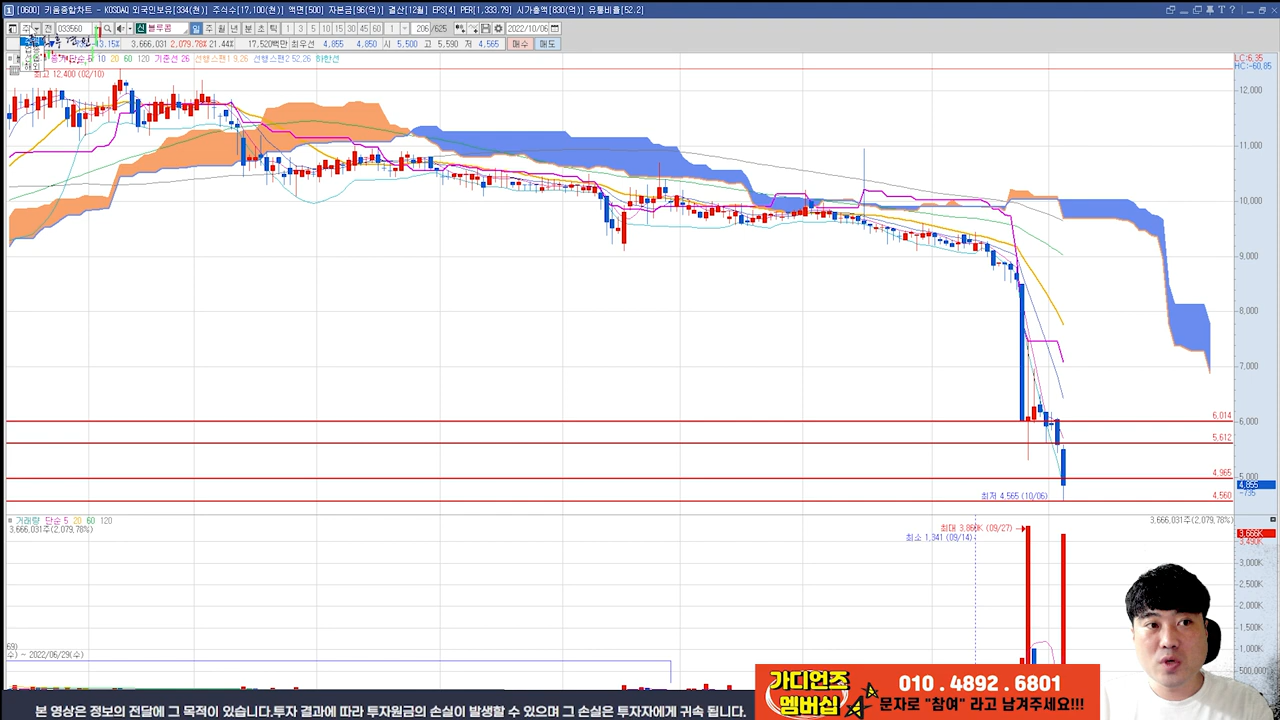 [0600] 키움종합차트 - KOSDAQ 외국인보유[334(천)] 주식수[17,100(천)] 액면[500] 자본금[96(억)] 결산[12월] EPS[4] PER[1,333.79] 시가총액[830(억)] 유통비율[52.2]
주 전 033560 신 블루콤 일 주 월 년 분 초 틱 1 3 5 10 15 30 45 60 1 206 /625 2022/10/06
13.15% 3,666,031 2,079.78% 21.44% 17,520백만 최우선 4,855 4,850 시 5,500 고 5,590 저 4,565 매수 매도
해외
단순 5 10 20 60 120 기준선 26 선행스팬1 9,26 선행스팬2 52,26 하한선
LC:6.35
HC:-60.85
최고 12,400 (02/10)
12,000
11,000
10,000
9,000
8,000
7,000
6,014
6,000
5,612
4,965
5,000
4,855
-735
4,560
최저 4,565 (10/06)
거래량 단순 5 20 60 120
3,666,031주(2,079.78%)
3,666,031주(2,079.78%)
최소 1,341 (09/14)
3,666K
3,490K
3,000K
2,500K
2,000K
1,500K
1,000K
500,000
~ 2022/06/29(수)
가디언즈
멤버십
010 . 4892 . 6801
문자로 "참여" 라고 남겨주세요!!!
본 영상은 정보의 전달에 그 목적이 있습니다.투자 결과에 따라 투자원금의 손실이 발생할 수 있으며 그 손실은 투자자에게 귀속 됩니다.